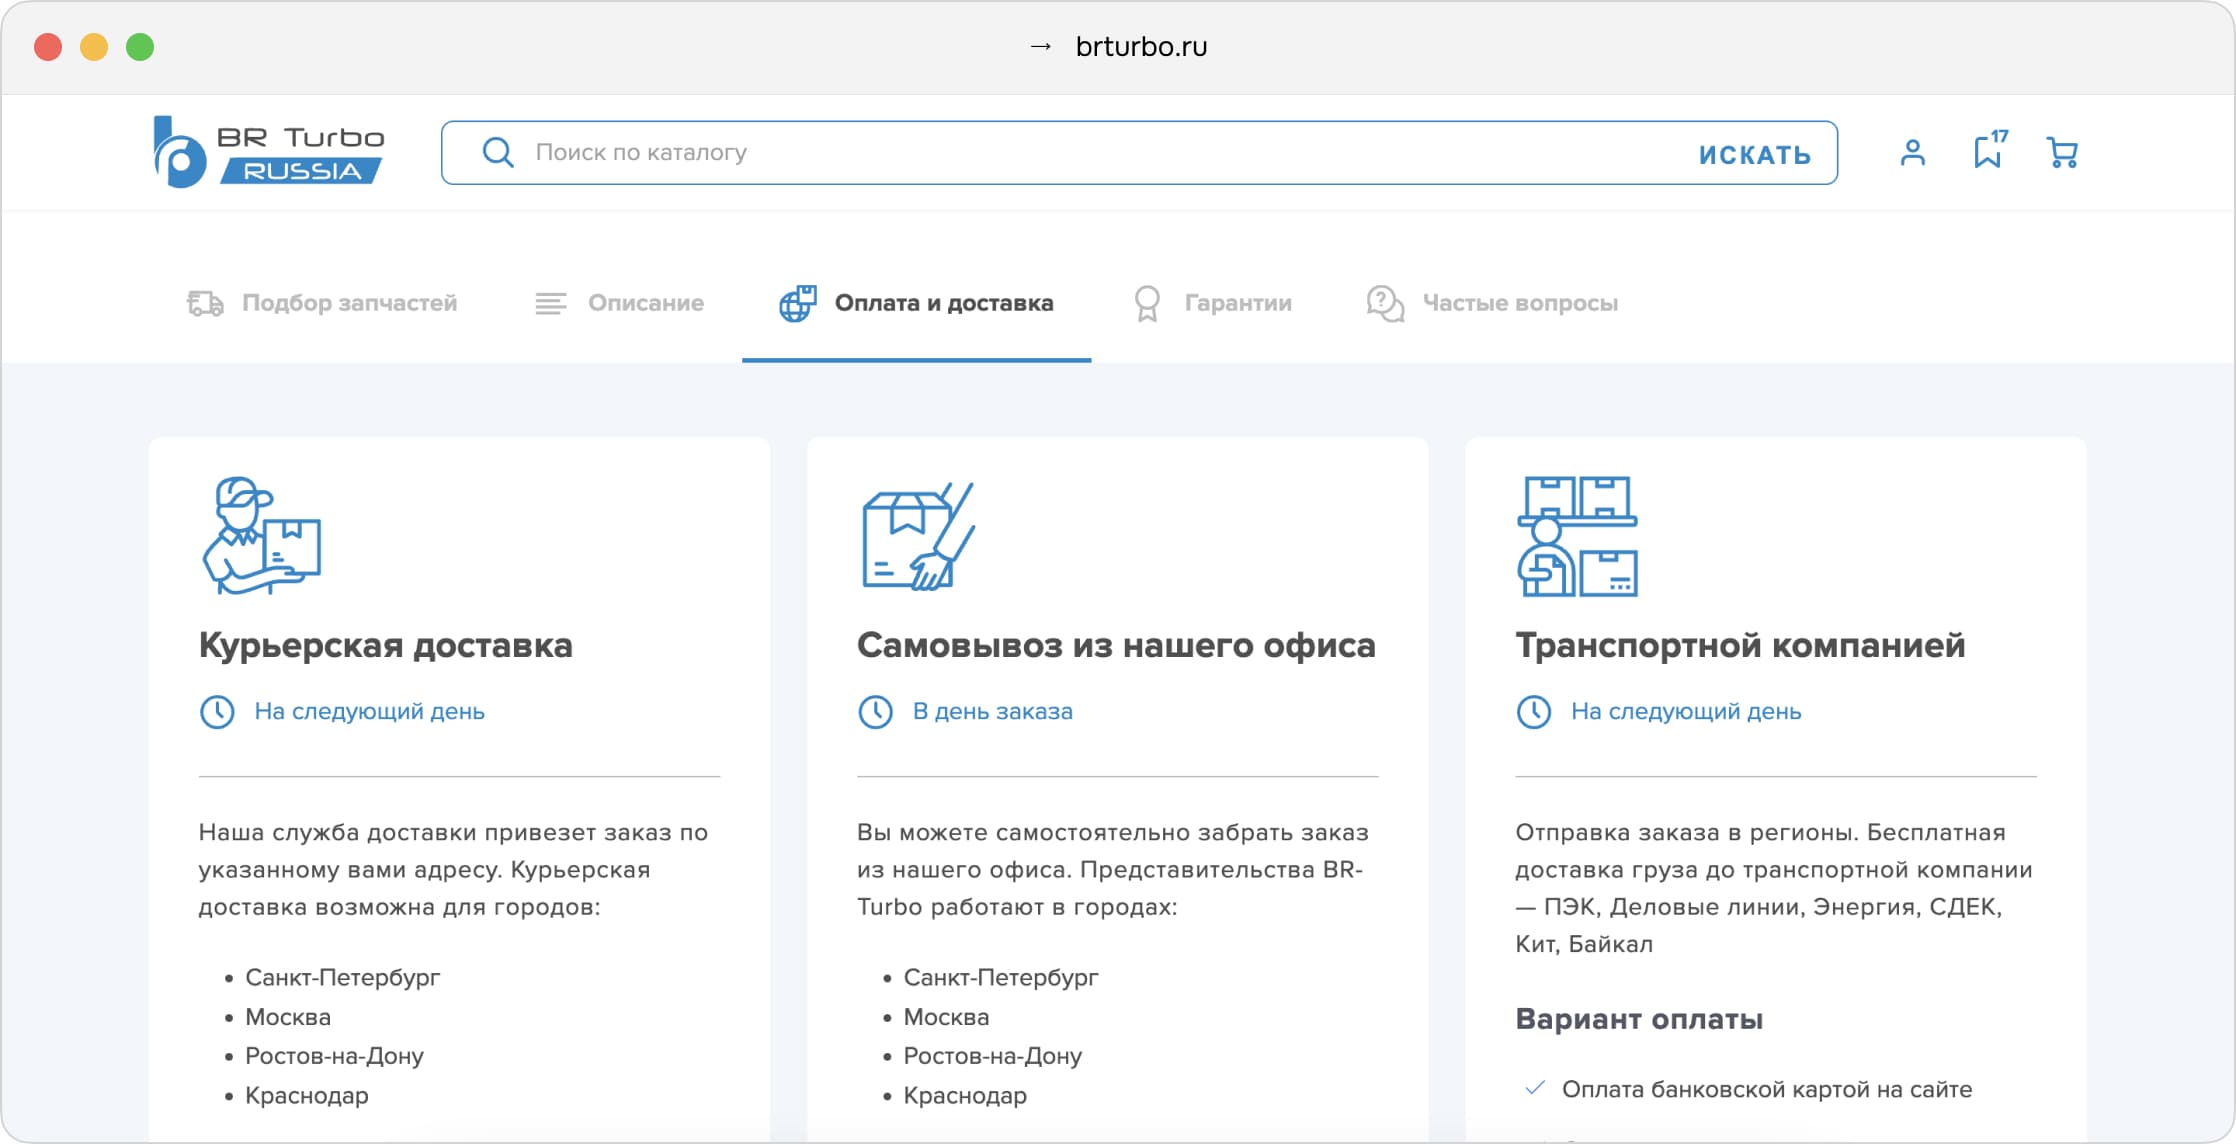 → brturbo.ru
BR Turbo
RUSSIA
Поиск по каталогу
ИСКАТЬ
17
Подбор запчастей
Описание
Оплата и доставка
Гарантии
Частые вопросы
Курьерская доставка
На следующий день
Наша служба доставки привезет заказ по
указанному вами адресу. Курьерская
доставка возможна для городов:
• Санкт-Петербург
• Москва
• Ростов-на-Дону
• Краснодар
Самовывоз из нашего офиса
В день заказа
Вы можете самостоятельно забрать заказ
из нашего офиса. Представительства BR-
Turbo работают в городах:
• Санкт-Петербург
• Москва
• Ростов-на-Дону
• Краснодар
Транспортной компанией
На следующий день
Отправка заказа в регионы. Бесплатная
доставка груза до транспортной компании
— ПЭК, Деловые линии, Энергия, СДЕК,
Кит, Байкал
Вариант оплаты
Оплата банковской картой на сайте